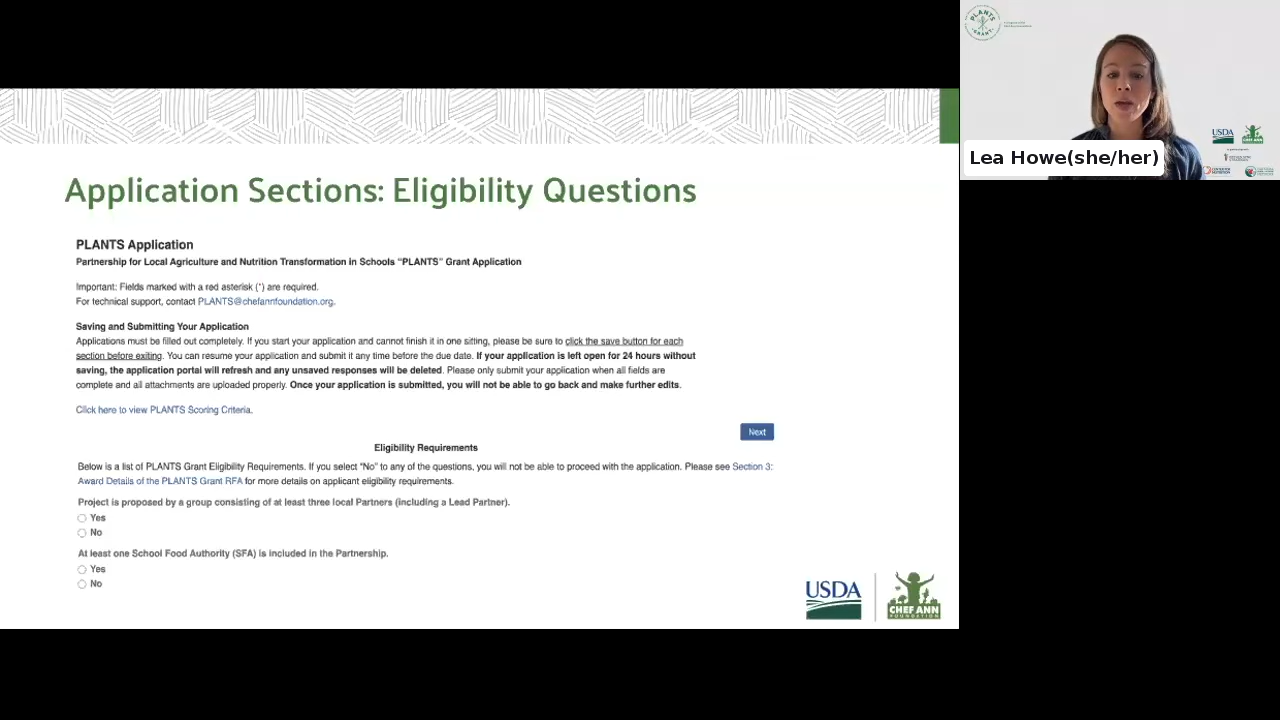 Application Sections: Eligibility Questions
PLANTS Application
Partnership for Local Agriculture and Nutrition Transformation in Schools “PLANTS” Grant Application
Important: Fields marked with a red asterisk (*) are required.
For technical support, contact PLANTS@chefannfoundation.org.
Saving and Submitting Your Application
Applications must be filled out completely. If you start your application and cannot finish it in one sitting, please be sure to click the save button for each
section before exiting. You can resume your application and submit it any time before the due date. If your application is left open for 24 hours without
saving, the application portal will refresh and any unsaved responses will be deleted. Please only submit your application when all fields are
complete and all attachments are uploaded properly. Once your application is submitted, you will not be able to go back and make further edits.
Click here to view PLANTS Scoring Criteria.
Next
Eligibility Requirements
Below is a list of PLANTS Grant Eligibility Requirements. If you select “No” to any of the questions, you will not be able to proceed with the application. Please see Section 3:
Award Details of the PLANTS Grant RFA for more details on applicant eligibility requirements.
Project is proposed by a group consisting of at least three local Partners (including a Lead Partner).
Yes
No
At least one School Food Authority (SFA) is included in the Partnership.
Yes
No
USDA
CHEF ANN
FOUNDATION
PLANTS
GRANT
USDA
CHEF ANN
Lea Howe(she/her)